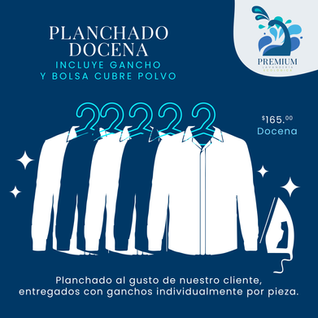 PLANCHADO
DOCENA
INCLUYE GANCHO
Y BOLSA CUBRE POLVO
PREMIUM
$165.00
Docena
Planchado al gusto de nuestro cliente,
entregados con ganchos individualmente por pieza.